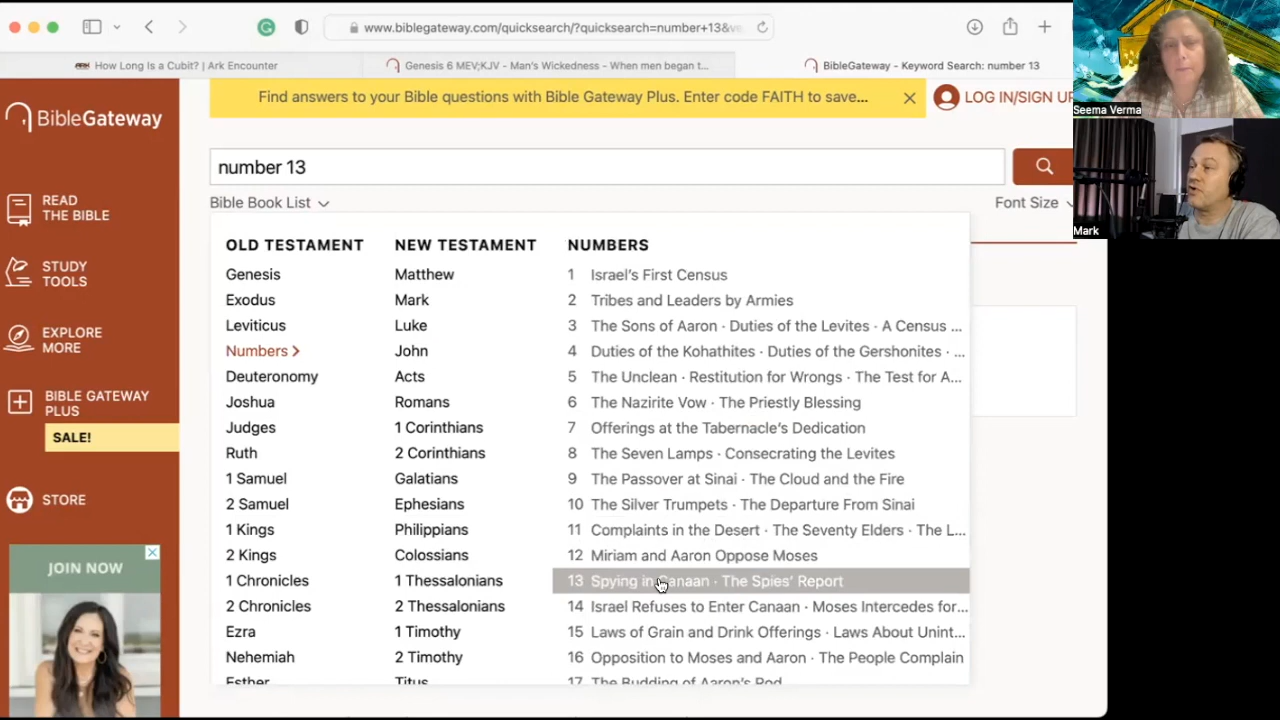 www.biblegateway.com/quicksearch/?quicksearch=number+13&v
How Long Is a Cubit? | Ark Encounter
Genesis 6 MEV;KJV - Man's Wickedness - When men began t...
BibleGateway - Keyword Search: number 13
Find answers to your Bible questions with Bible Gateway Plus. Enter code FAITH to save...
LOG IN/SIGN UP
BibleGateway
number 13
Bible Book List
Font Size
READ
THE BIBLE
STUDY
TOOLS
EXPLORE
MORE
BIBLE GATEWAY
PLUS
SALE!
STORE
JOIN NOW
OLD TESTAMENT
Genesis
Exodus
Leviticus
Numbers >
Deuteronomy
Joshua
Judges
Ruth
1 Samuel
2 Samuel
1 Kings
2 Kings
1 Chronicles
2 Chronicles
Ezra
Nehemiah
Esther
NEW TESTAMENT
Matthew
Mark
Luke
John
Acts
Romans
1 Corinthians
2 Corinthians
Galatians
Ephesians
Philippians
Colossians
1 Thessalonians
2 Thessalonians
1 Timothy
2 Timothy
Titus
NUMBERS
1 Israel's First Census
2 Tribes and Leaders by Armies
3 The Sons of Aaron · Duties of the Levites · A Census ...
4 Duties of the Kohathites · Duties of the Gershonites · ...
5 The Unclean · Restitution for Wrongs · The Test for A...
6 The Nazirite Vow · The Priestly Blessing
7 Offerings at the Tabernacle's Dedication
8 The Seven Lamps · Consecrating the Levites
9 The Passover at Sinai · The Cloud and the Fire
10 The Silver Trumpets · The Departure From Sinai
11 Complaints in the Desert · The Seventy Elders · The L...
12 Miriam and Aaron Oppose Moses
13 Spying in Canaan · The Spies' Report
14 Israel Refuses to Enter Canaan · Moses Intercedes for...
15 Laws of Grain and Drink Offerings · Laws About Unint...
16 Opposition to Moses and Aaron · The People Complain
17 The Budding of Aaron's Rod
Seema Verma
Mark